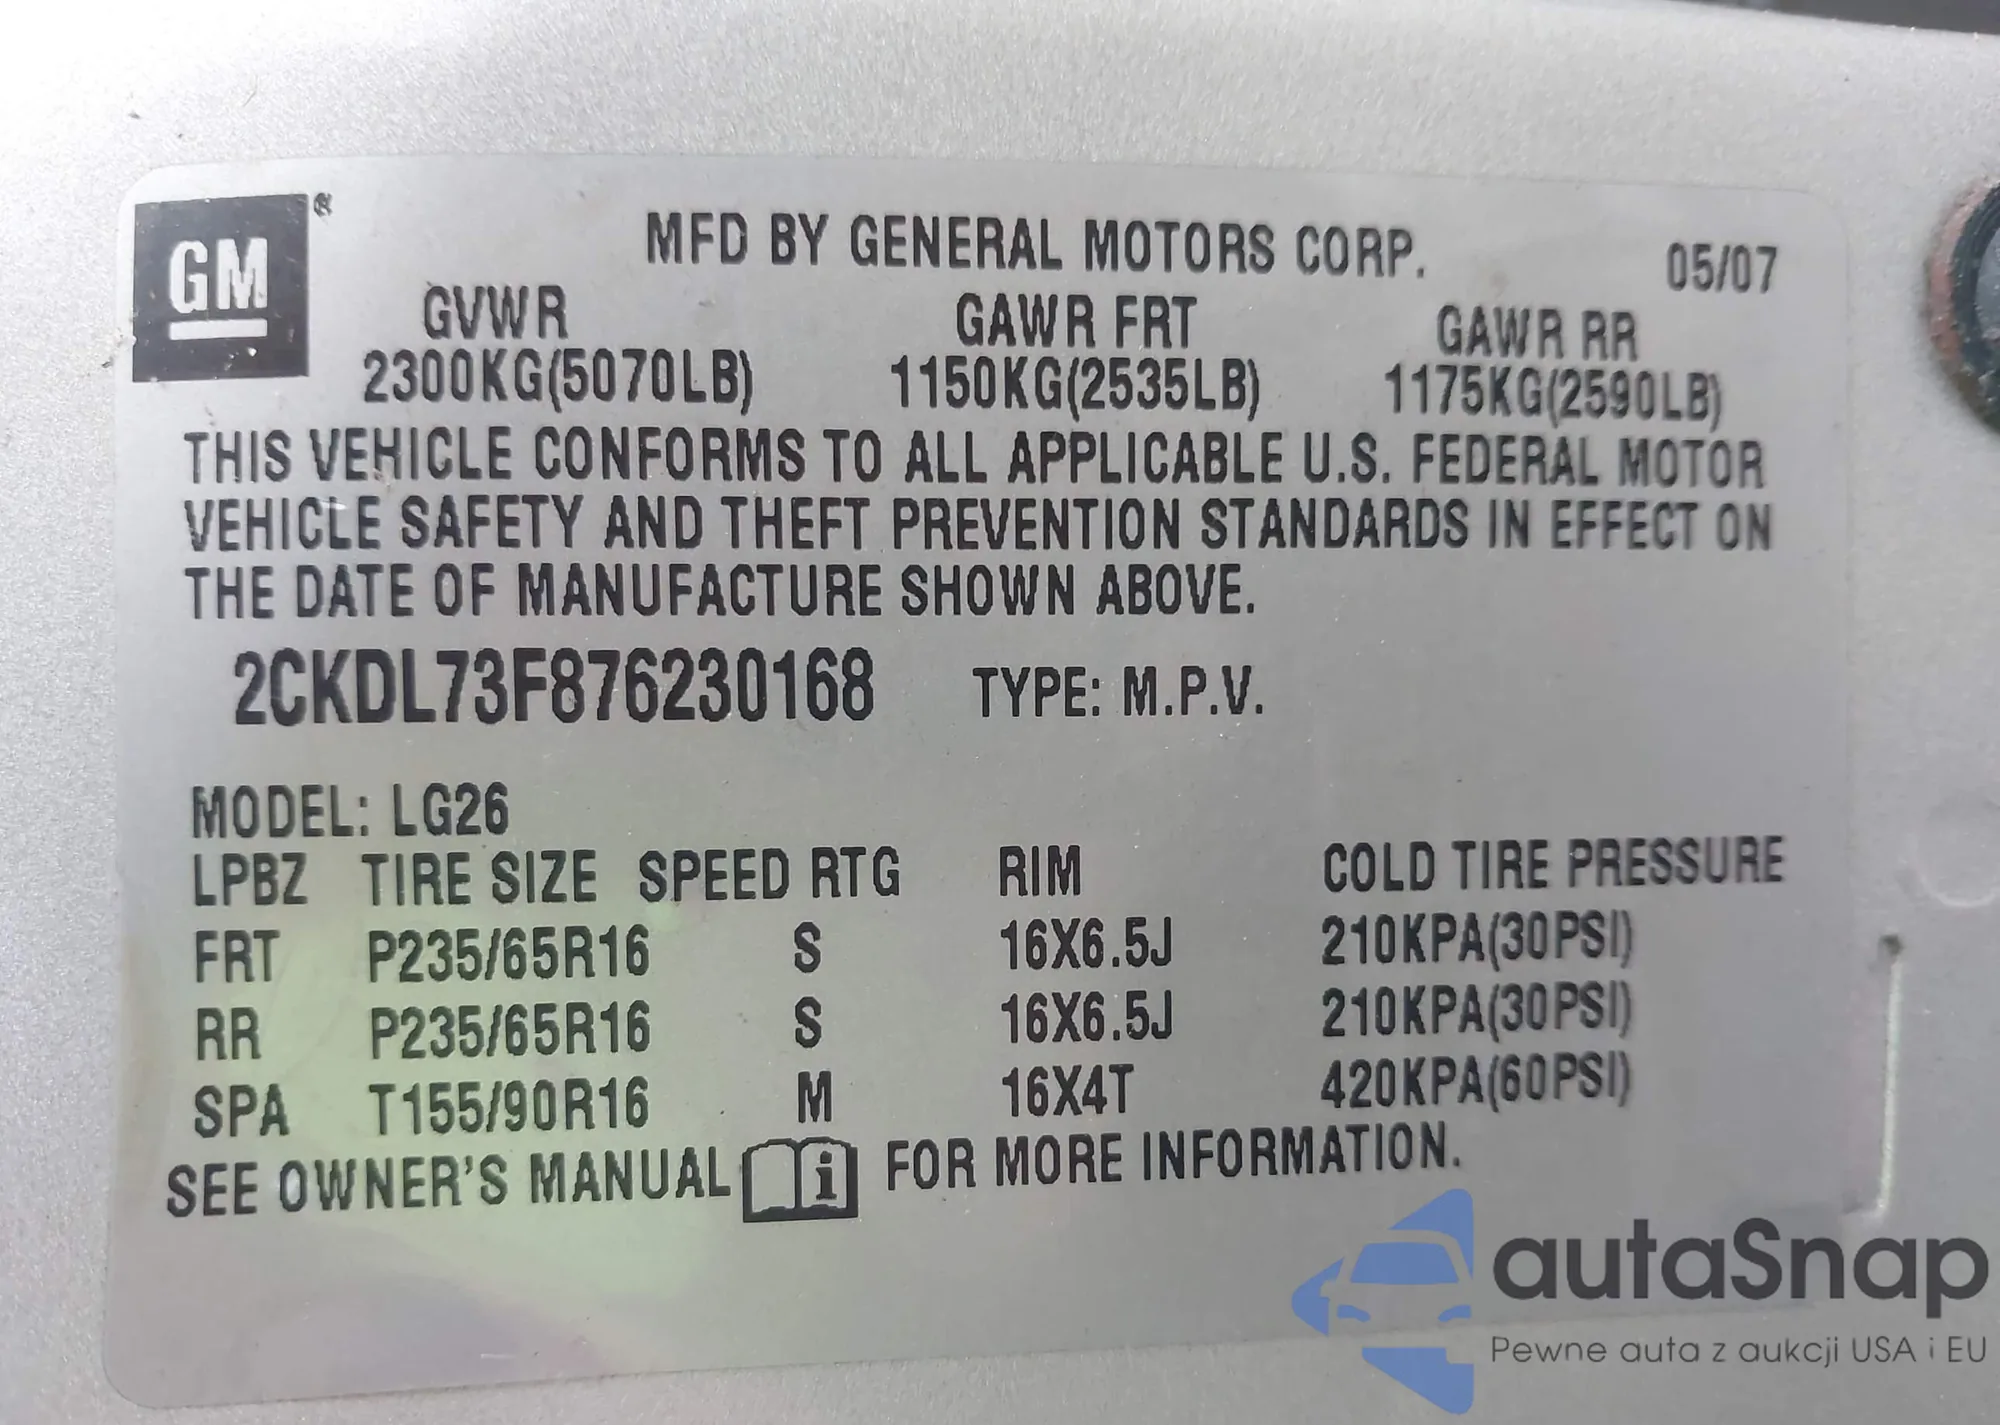 GM®
MFD BY GENERAL MOTORS CORP. 05/07
GVWR GAWR FRT GAWR RR
2300KG(5070LB) 1150KG(2535LB) 1175KG(2590LB)
THIS VEHICLE CONFORMS TO ALL APPLICABLE U.S. FEDERAL MOTOR
VEHICLE SAFETY AND THEFT PREVENTION STANDARDS IN EFFECT ON
THE DATE OF MANUFACTURE SHOWN ABOVE.
2CKDL73F876230168 TYPE: M.P.V.
MODEL: LG26
LPBZ TIRE SIZE SPEED RTG RIM COLD TIRE PRESSURE
FRT P235/65R16 S 16X6.5J 210KPA(30PSI)
RR P235/65R16 S 16X6.5J 210KPA(30PSI)
SPA T155/90R16 M 16X4T 420KPA(60PSI)
SEE OWNER'S MANUAL i FOR MORE INFORMATION.
autaSnap
Pewne auta z aukcji USA i EU